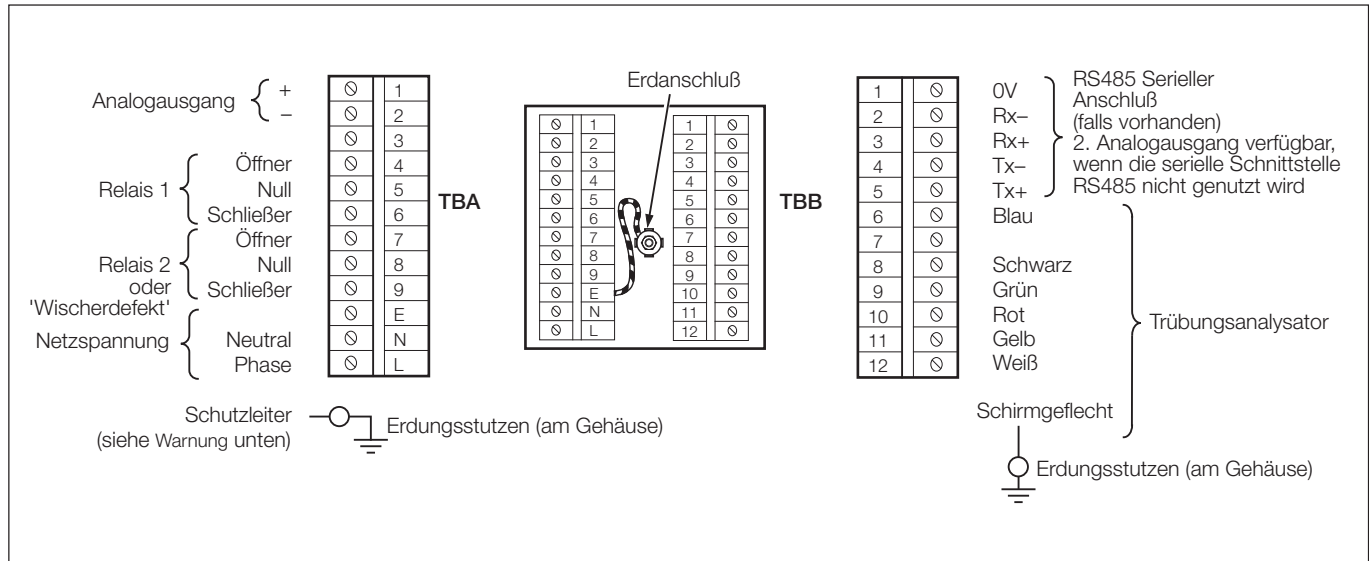 Analogausgang
+
–
Relais 1
Öffner
Null
Schließer
Relais 2
oder
'Wischerdefekt'
Öffner
Null
Schließer
Netzspannung
Neutral
Phase
1
2
3
4
5
6
7
8
9
E
N
L
TBA
Schutzleiter
(siehe Warnung unten)
Erdungsstutzen (am Gehäuse)
Erdanschluß
1
2
3
4
5
6
7
8
9
E
N
L
1
2
3
4
5
6
7
8
9
10
11
12
TBB
1
2
3
4
5
6
7
8
9
10
11
12
0V
Rx–
Rx+
Tx–
Tx+
Blau
Schwarz
Grün
Rot
Gelb
Weiß
RS485 Serieller
Anschluß
(falls vorhanden)
2. Analogausgang verfügbar,
wenn die serielle Schnittstelle
RS485 nicht genutzt wird
Trübungsanalysator
Schirmgeflecht
Erdungsstutzen (am Gehäuse)